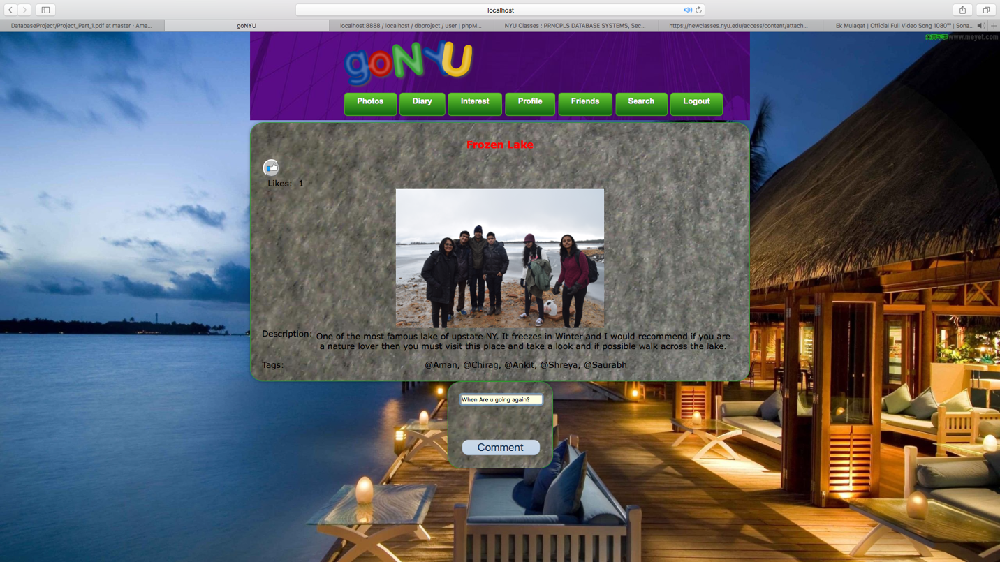 localhost
DatabaseProject/Project_Part_1.pdf at master · Ama...
goNYU
localhost:8888 / localhost / dbproject / user | phpM...
NYU Classes : PRNCPLS DATABASE SYSTEMS, Sec...
https://newclasses.nyu.edu/access/content/attach...
Ek Mulaqat | Official Full Video Song 1080ᴴᴰ | Sona...
www.meyet.com
goNYU
Photos
Diary
Interest
Profile
Friends
Search
Logout
Frozen Lake
Likes: 1
Description: One of the most famous lake of upstate NY. It freezes in Winter and I would recommend if you are
a nature lover then you must visit this place and take a look and if possible walk across the lake.
Tags: @Aman, @Chirag, @Ankit, @Shreya, @Saurabh
When Are u going again?
Comment